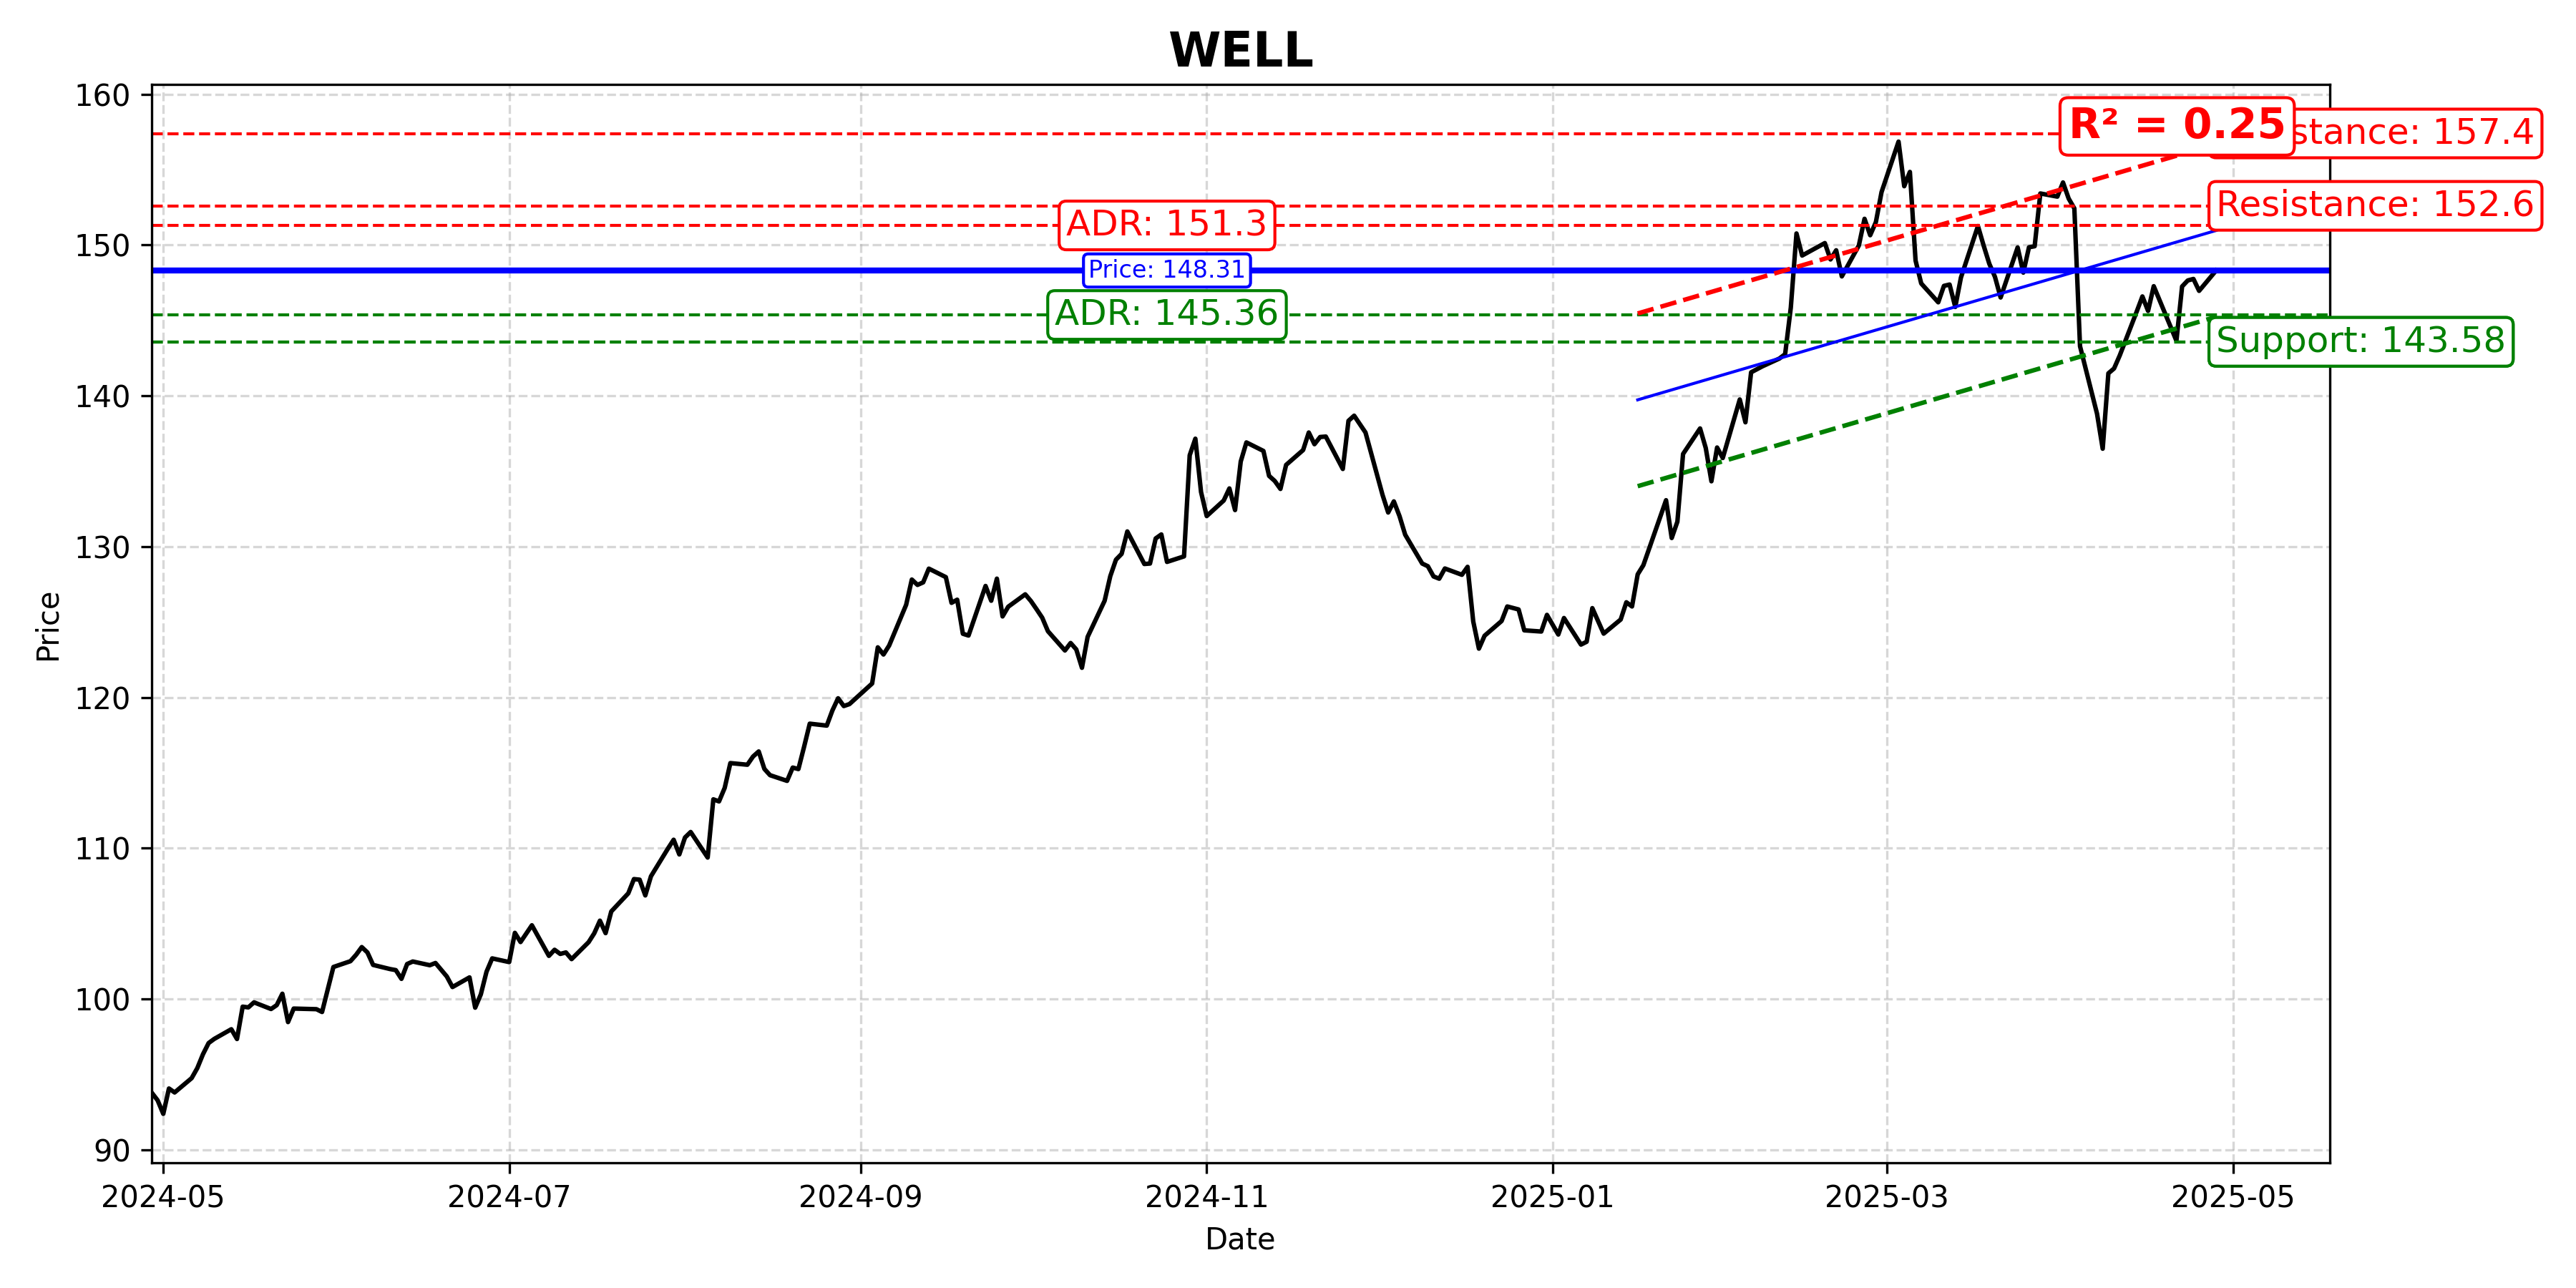 WELL
160
150
140
130
120
110
100
90
Price
R² = 0.25
stance: 157.4
Resistance: 152.6
ADR: 151.3
Price: 148.31
ADR: 145.36
Support: 143.58
2024-05
2024-07
2024-09
2024-11
2025-01
2025-03
2025-05
Date